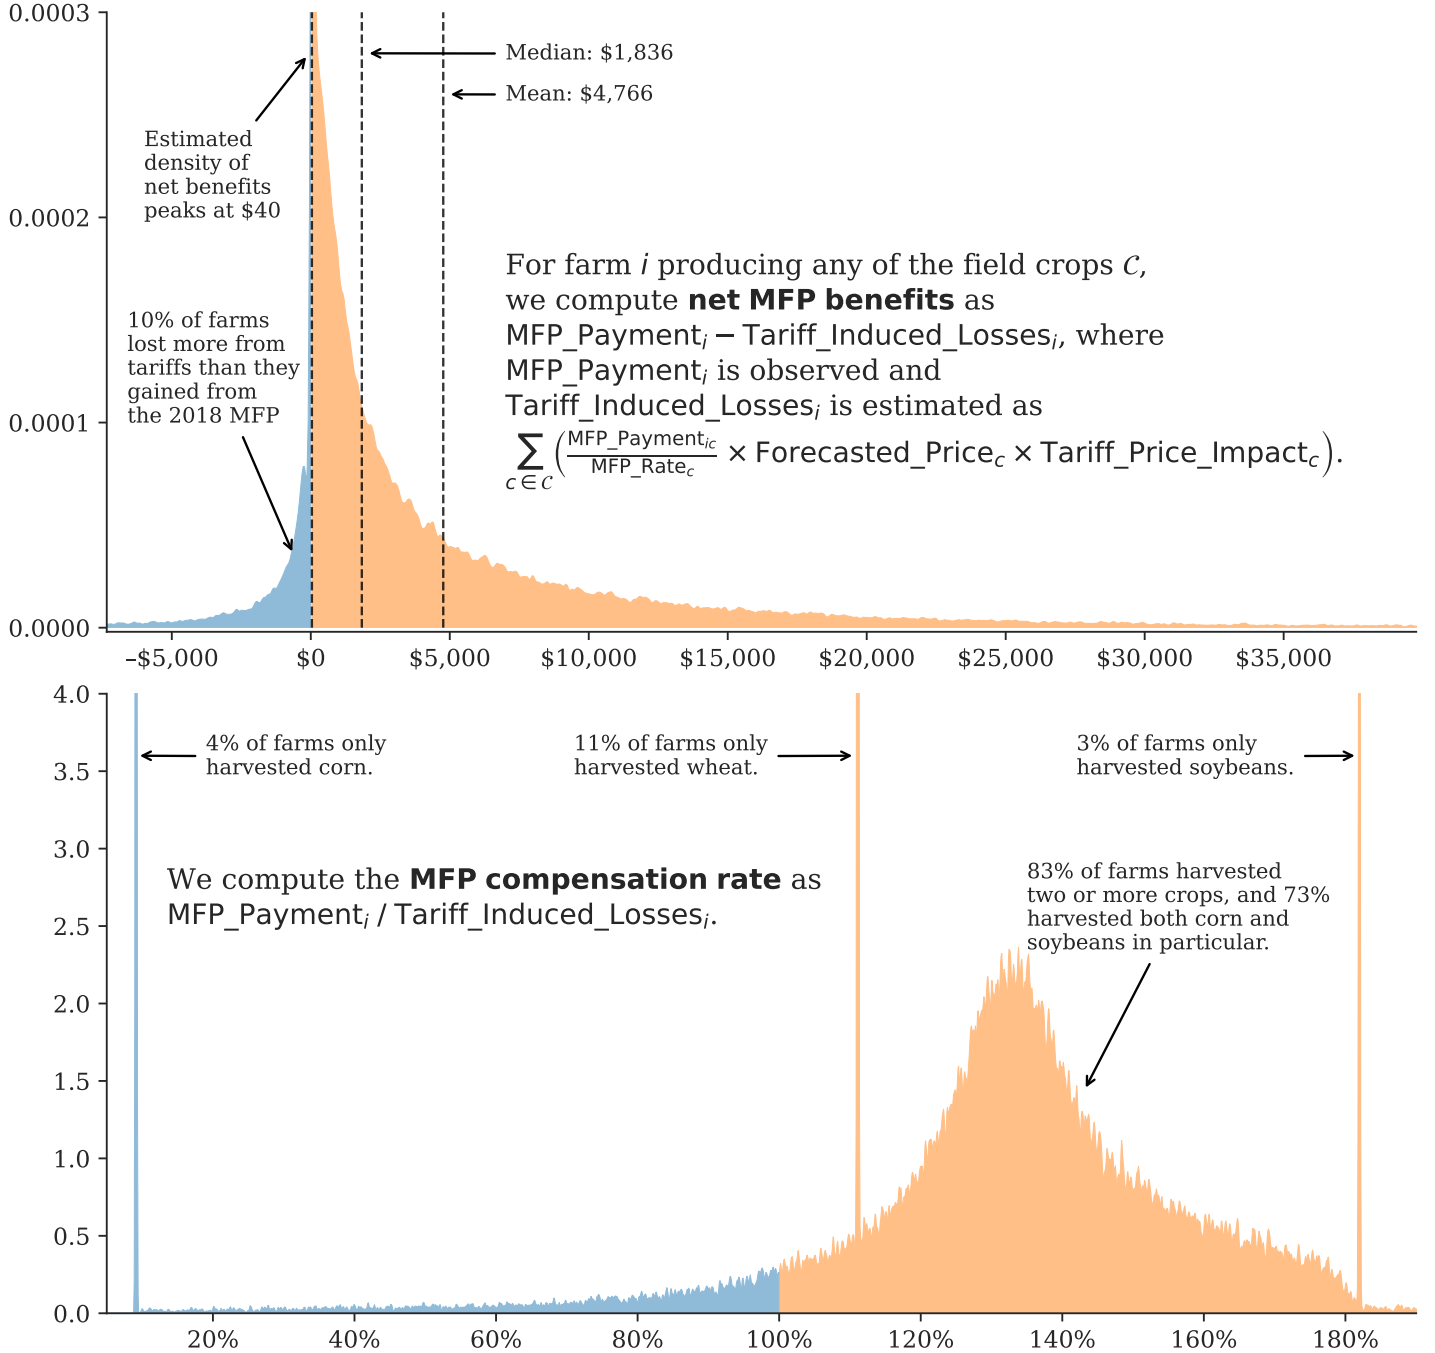 0.0003
0.0002
0.0001
0.0000
Median: $1,836
Mean: $4,766
Estimated
density of
net benefits
peaks at $40
10% of farms
lost more from
tariffs than they
gained from
the 2018 MFP
For farm i producing any of the field crops 𝒞,
we compute net MFP benefits as
MFP_Paymentᵢ − Tariff_Induced_Lossesᵢ, where
MFP_Paymentᵢ is observed and
Tariff_Induced_Lossesᵢ is estimated as
∑_{c∈𝒞} (MFP_Payment_{ic} / MFP_Rate_c × Forecasted_Price_c × Tariff_Price_Impact_c).
–$5,000 $0 $5,000 $10,000 $15,000 $20,000 $25,000 $30,000 $35,000
4.0
3.5
3.0
2.5
2.0
1.5
1.0
0.5
0.0
4% of farms only
harvested corn.
11% of farms only
harvested wheat.
3% of farms only
harvested soybeans.
We compute the MFP compensation rate as
MFP_Paymentᵢ / Tariff_Induced_Lossesᵢ.
83% of farms harvested
two or more crops, and 73%
harvested both corn and
soybeans in particular.
20% 40% 60% 80% 100% 120% 140% 160% 180%